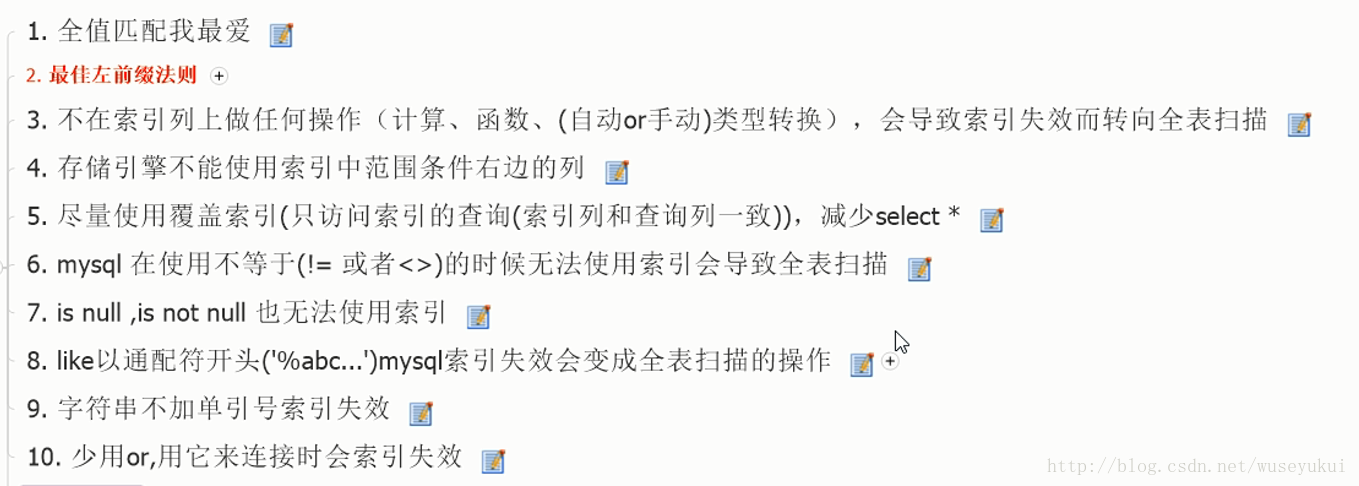 1. 全值匹配我最爱
2. 最佳左前缀法则
3. 不在索引列上做任何操作（计算、函数、(自动or手动)类型转换），会导致索引失效而转向全表扫描
4. 存储引擎不能使用索引中范围条件右边的列
5. 尽量使用覆盖索引(只访问索引的查询(索引列和查询列一致))，减少select *
6. mysql 在使用不等于(!= 或者<>)的时候无法使用索引会导致全表扫描
7. is null ,is not null 也无法使用索引
8. like以通配符开头('%abc...')mysql索引失效会变成全表扫描的操作
9. 字符串不加单引号索引失效
10. 少用or,用它来连接时会索引失效
http://blog.csdn.net/wuseyukui